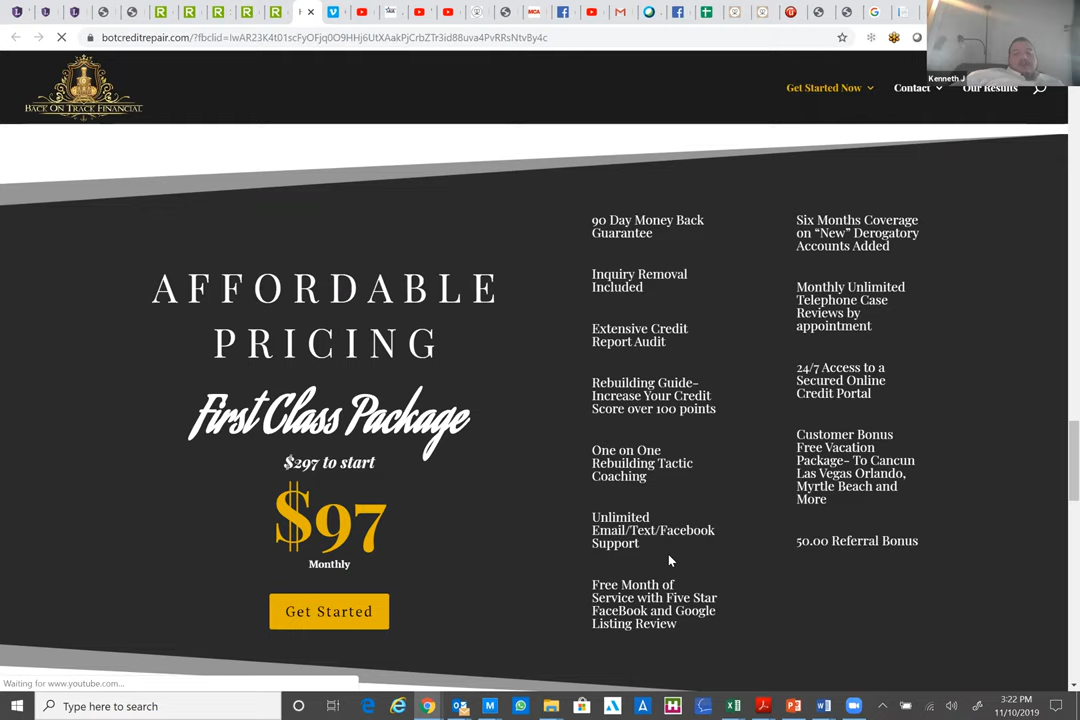 botcreditrepair.com/?fbclid=IwAR23K4t01scFyOFjq0O9HHj6UtXAakPjCrbZTr3id88uva4PvRRsNtvBy4c
Kenneth J
BACK ON TRACK FINANCIAL
Get Started Now
Contact
Our Results
AFFORDABLE
PRICING
First Class Package
$297 to start
$97
Monthly
Get Started
90 Day Money Back
Guarantee
Inquiry Removal
Included
Extensive Credit
Report Audit
Rebuilding Guide-
Increase Your Credit
Score over 100 points
One on One
Rebuilding Tactic
Coaching
Unlimited
Email/Text/Facebook
Support
Free Month of
Service with Five Star
FaceBook and Google
Listing Review
Six Months Coverage
on “New” Derogatory
Accounts Added
Monthly Unlimited
Telephone Case
Reviews by
appointment
24/7 Access to a
Secured Online
Credit Portal
Customer Bonus
Free Vacation
Package- To Cancun
Las Vegas Orlando,
Myrtle Beach and
More
50.00 Referral Bonus
Waiting for www.youtube.com...
Type here to search
3:22 PM
11/10/2019